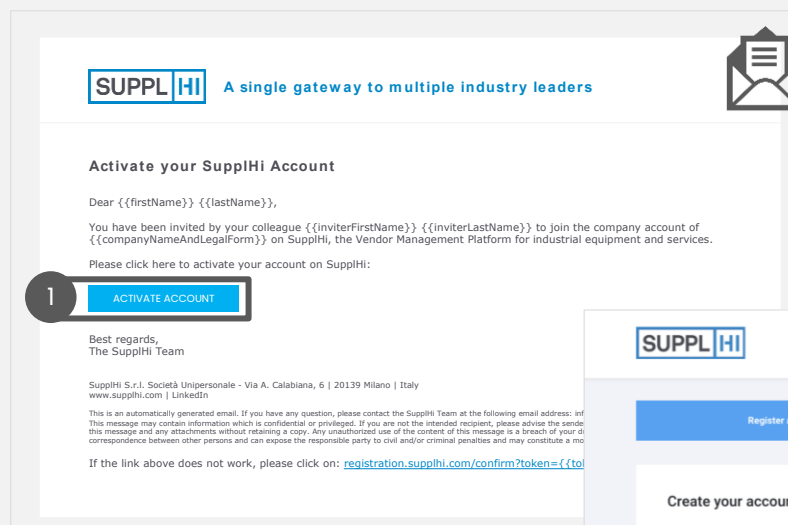 SUPPL HI A single gateway to multiple industry leaders
Activate your SupplHi Account
Dear {{firstName}} {{lastName}},
You have been invited by your colleague {{inviterFirstName}} {{inviterLastName}} to join the company account of
{{companyNameAndLegalForm}} on SupplHi, the Vendor Management Platform for industrial equipment and services.
Please click here to activate your account on SupplHi:
1 ACTIVATE ACCOUNT
Best regards,
The SupplHi Team
SupplHi S.r.l. Società Unipersonale - Via A. Calabiana, 6 | 20139 Milano | Italy
www.supplhi.com | LinkedIn
This is an automatically generated email. If you have any question, please contact the SupplHi Team at the following email address:
This message may contain information which is confidential or privileged. If you are not the intended recipient, please advise the
this message and any attachments without retaining a copy. Any unauthorized use of the content of this message is a breach of your
correspondence between other persons and can expose the responsible party to civil and/or criminal penalties and may constitute a
If the link above does not work, please click on: registration.supplhi.com/confirm?token={{to
SUPPL HI
Register
Create your